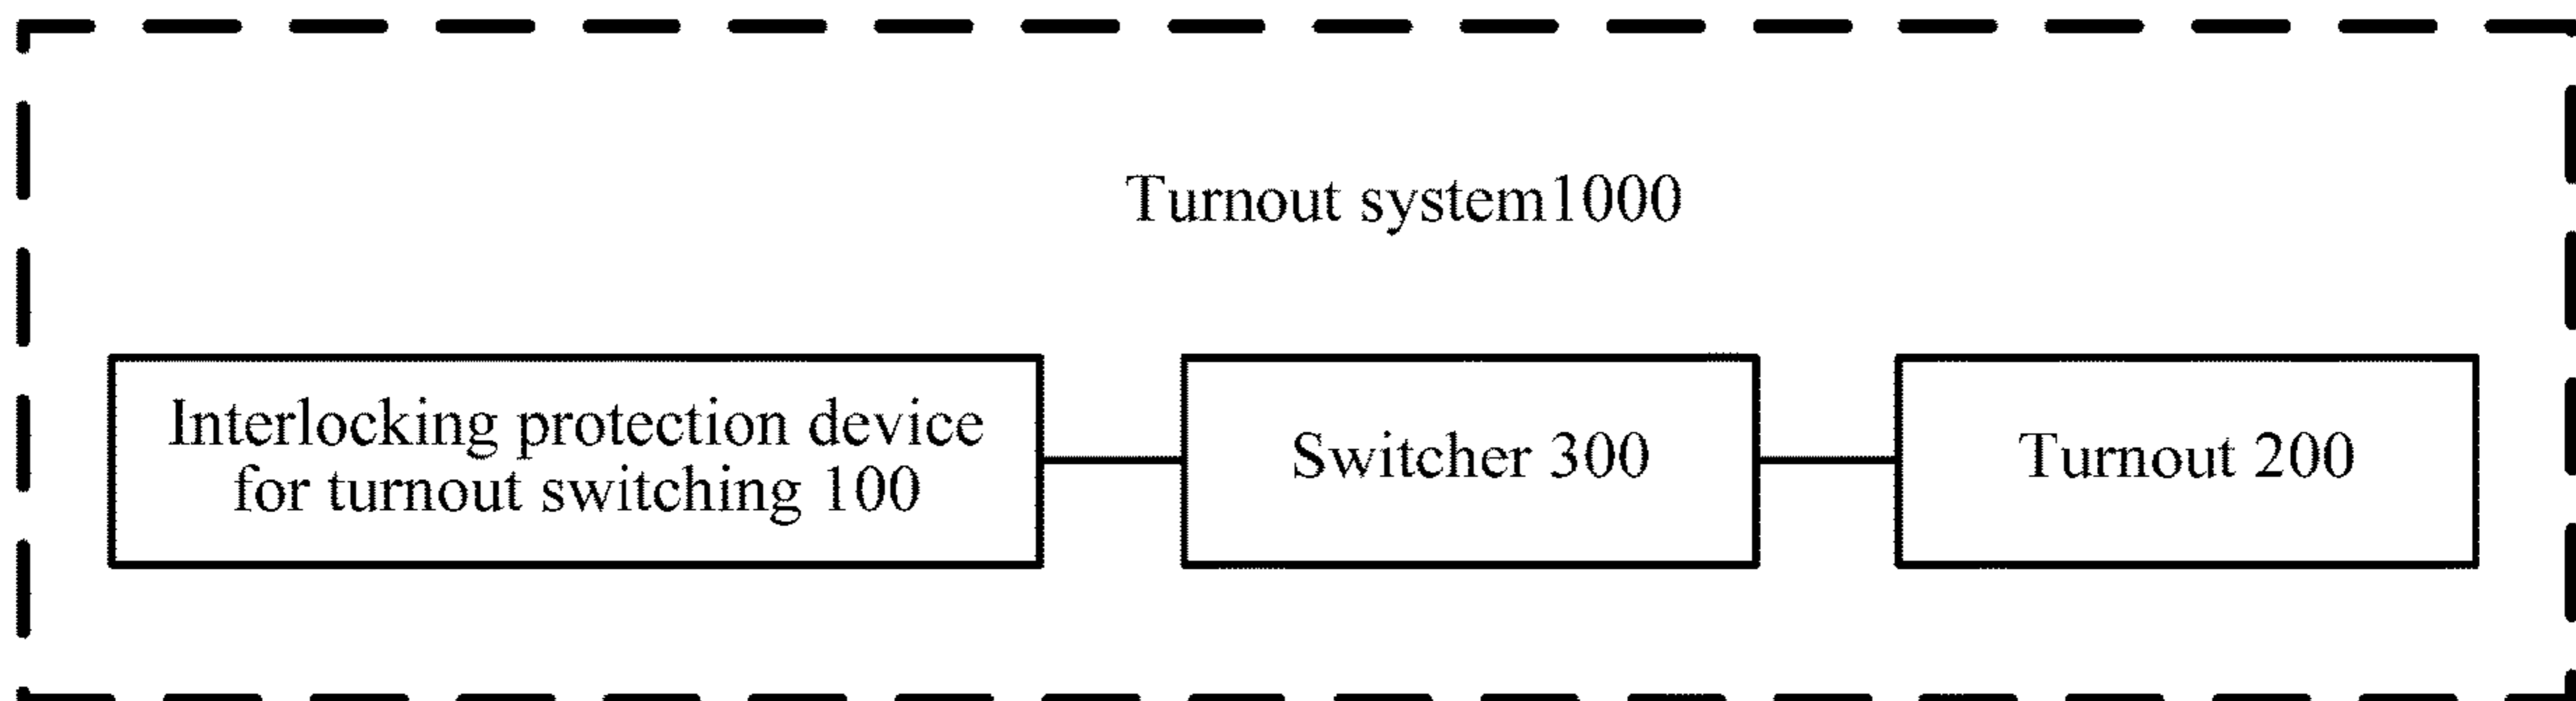 Turnout system1000
Interlocking protection device
for turnout switching 100
Switcher 300
Turnout 200